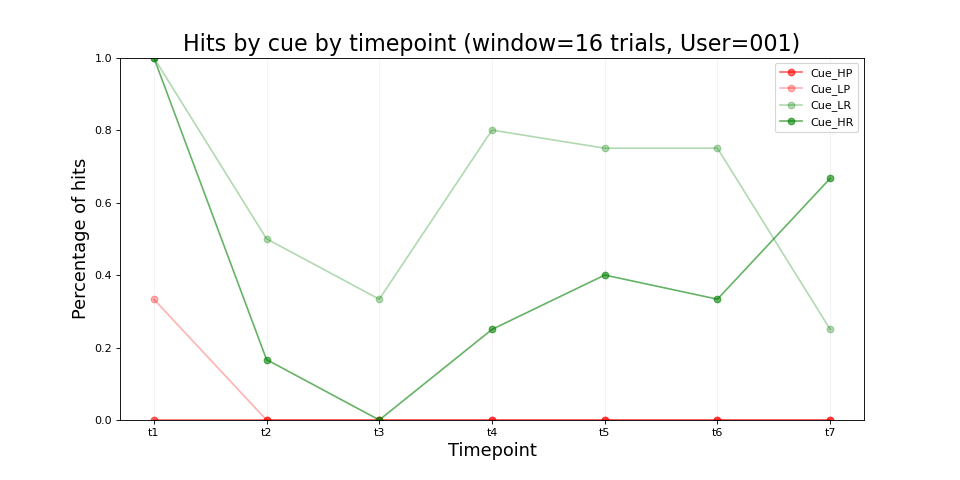 Hits by cue by timepoint (window=16 trials, User=001)
Percentage of hits
1.0
0.8
0.6
0.4
0.2
0.0
Cue_HP
Cue_LP
Cue_LR
Cue_HR
t1 t2 t3 t4 t5 t6 t7
Timepoint